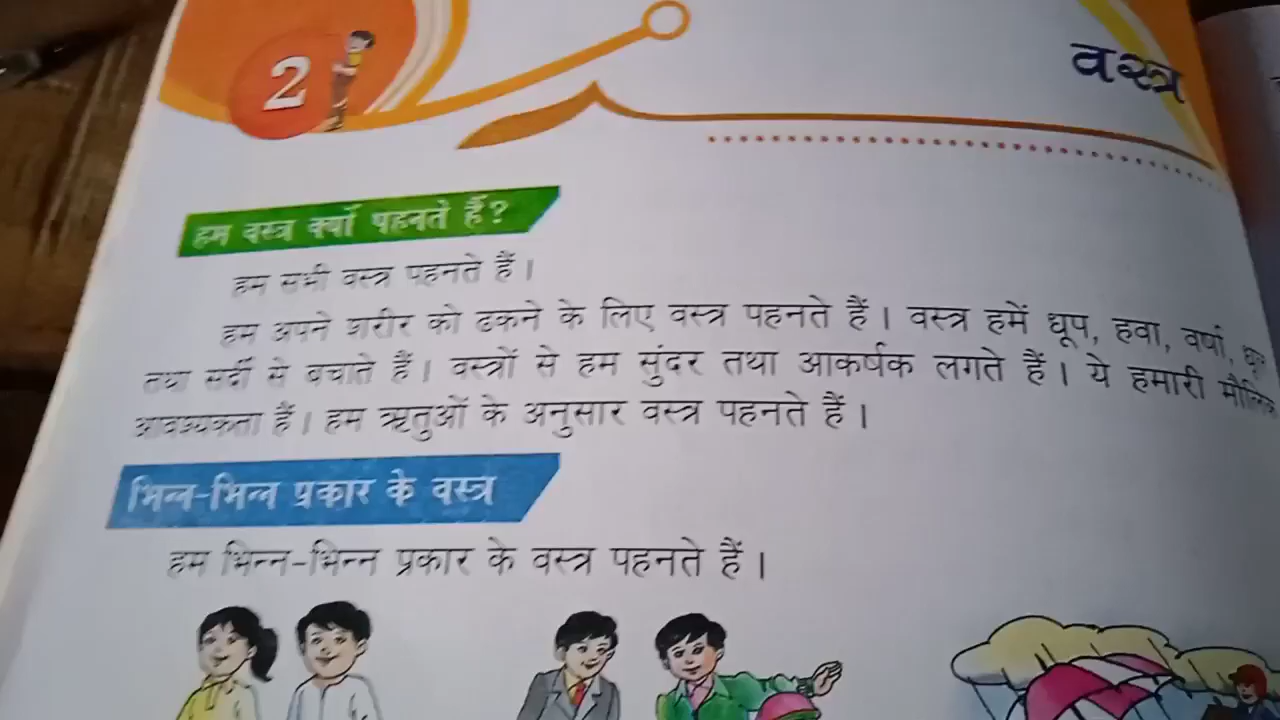 2
वस्त्र
हम वस्त्र क्यों पहनते हैं?
हम सभी वस्त्र पहनते हैं।
हम अपने शरीर को ढकने के लिए वस्त्र पहनते हैं। वस्त्र हमें धूप, हवा, वर्षा,
तथा सर्दी से बचाते हैं। वस्त्रों से हम सुंदर तथा आकर्षक लगते हैं। ये हमारी
आवश्यकता हैं। हम ऋतुओं के अनुसार वस्त्र पहनते हैं।
भिन्न-भिन्न प्रकार के वस्त्र
हम भिन्न-भिन्न प्रकार के वस्त्र पहनते हैं।